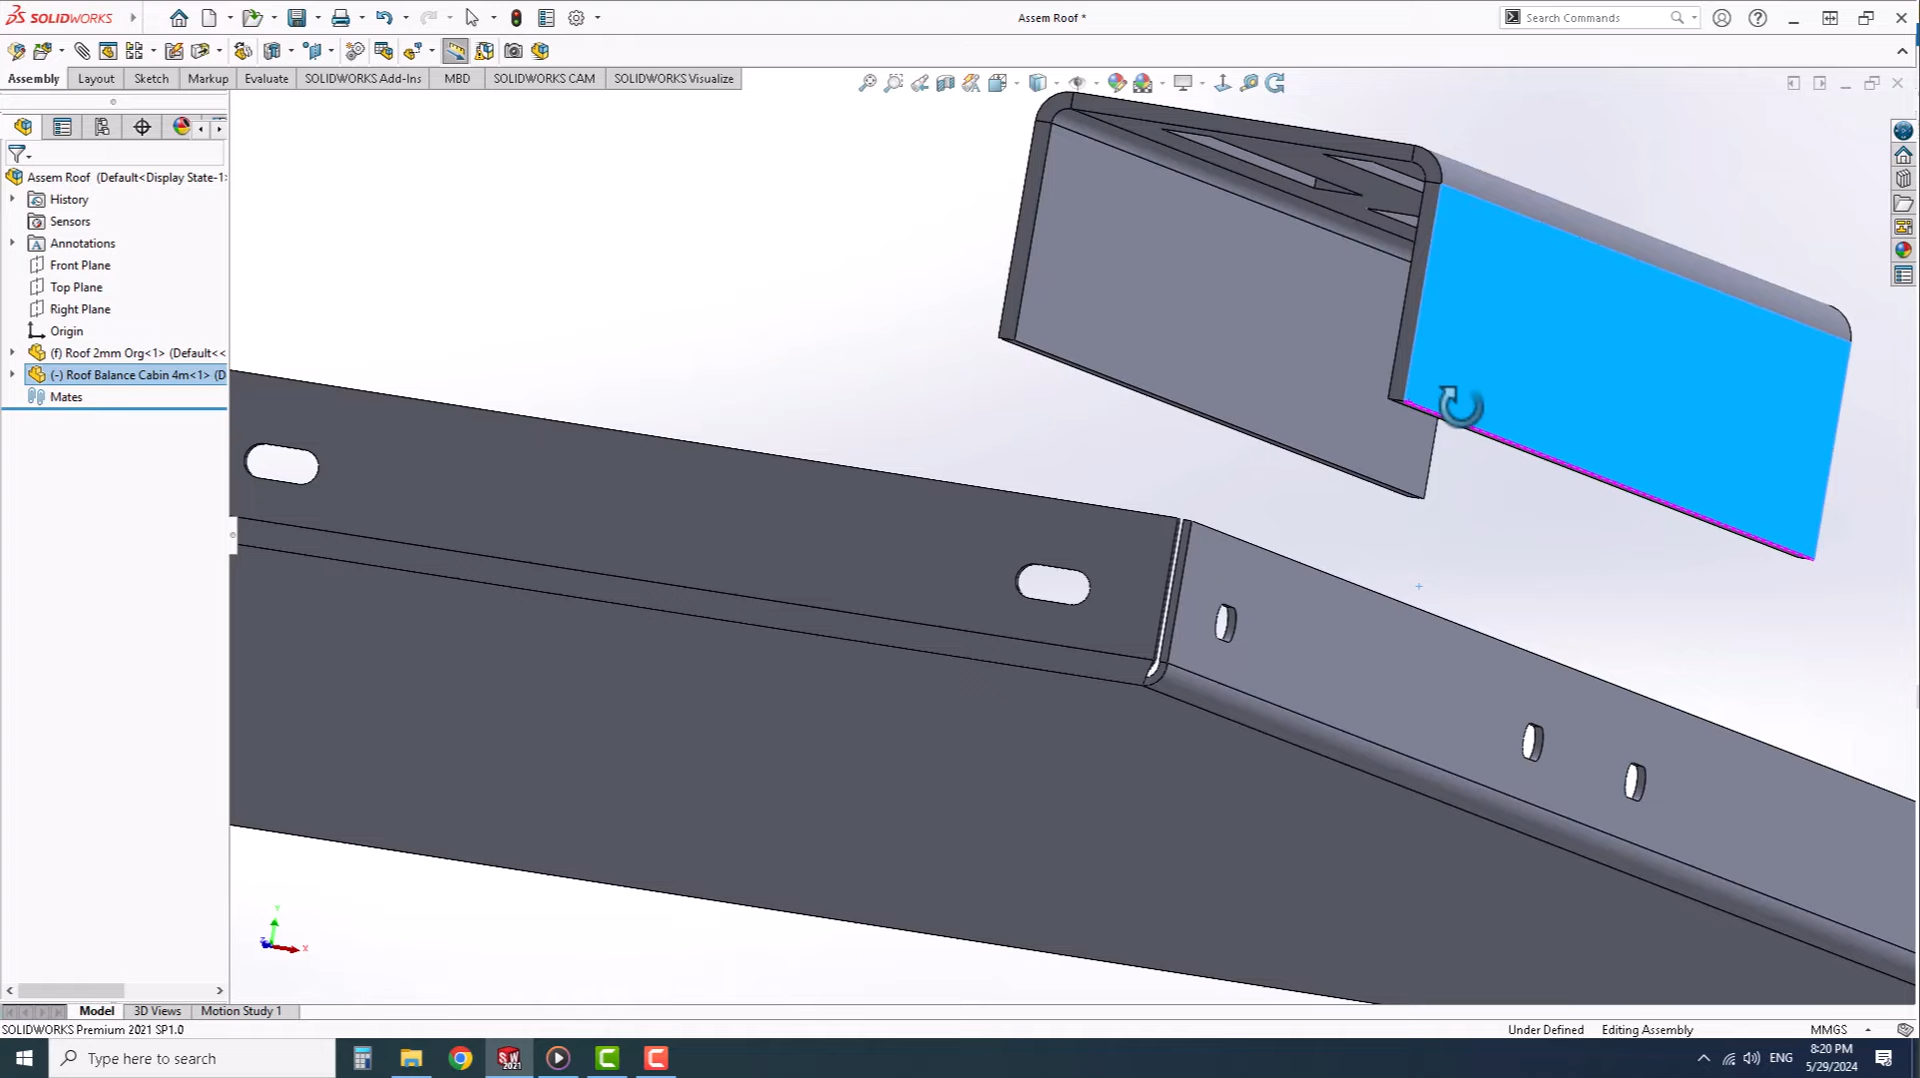 SOLIDWORKS
Assem Roof *
Search Commands
Assembly
Layout
Sketch
Markup
Evaluate
SOLIDWORKS Add-Ins
MBD
SOLIDWORKS CAM
SOLIDWORKS Visualize
Assem Roof (Default<Display State-1>
History
Sensors
Annotations
Front Plane
Top Plane
Right Plane
Origin
(f) Roof 2mm Org<1> (Default<<
(-) Roof Balance Cabin 4m<1> (D
Mates
Y
Z
X
Model
3D Views
Motion Study 1
SOLIDWORKS Premium 2021 SP1.0
Under Defined
Editing Assembly
MMGS
Type here to search
SW
2021
ENG
8:20 PM
5/29/2024